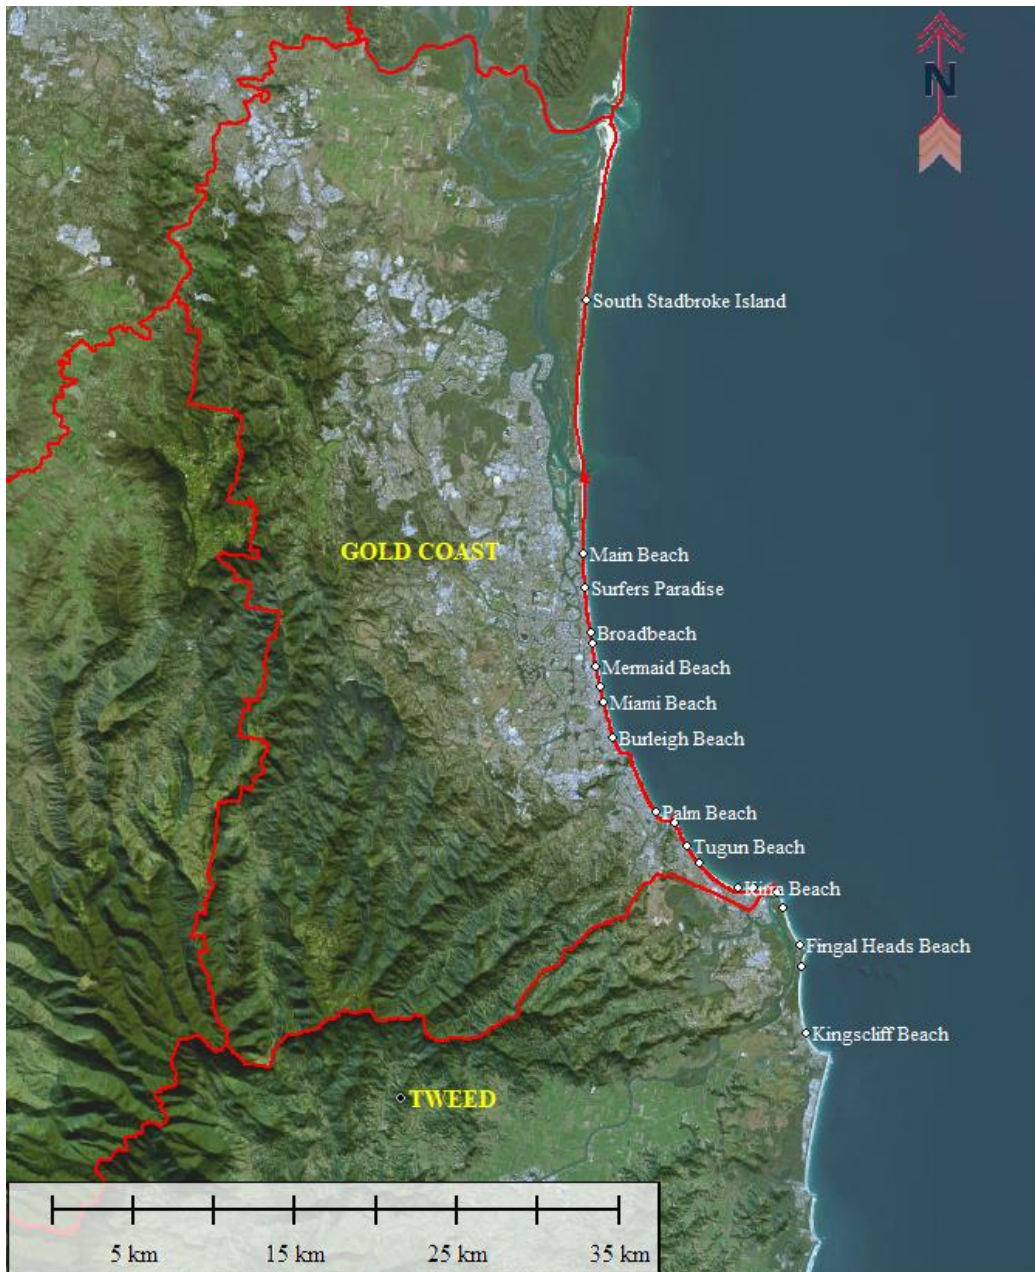 N
South Stadbroke Island
GOLD COAST
Main Beach
Surfers Paradise
Broadbeach
Mermaid Beach
Miami Beach
Burleigh Beach
Palm Beach
Tugun Beach
Kirra Beach
Fingal Heads Beach
Kingscliff Beach
TWEED
5 km 15 km 25 km 35 km